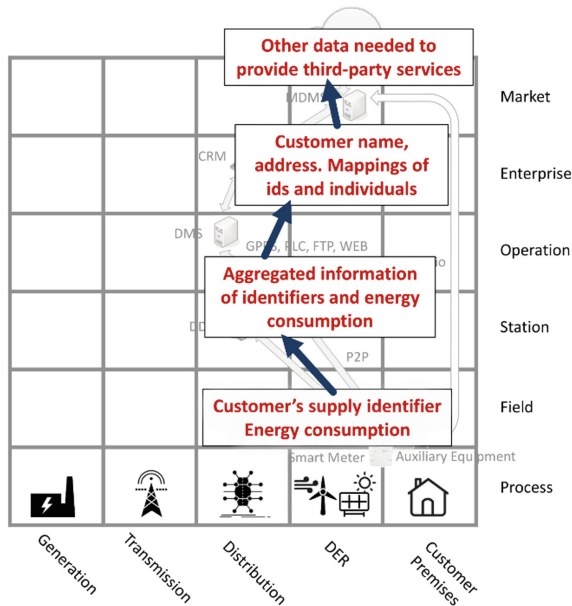 Other data needed to
provide third-party services
Market
MDMS
Customer name,
address. Mappings of
ids and individuals
CRM
Enterprise
DMS
GPRS, PLC, FTP, WEB
Operation
Aggregated information
of identifiers and energy
consumption
Station
P2P
Customer's supply identifier
Energy consumption
Field
Smart Meter
Auxiliary Equipment
Process
Generation
Transmission
Distribution
DER
Customer
Premises